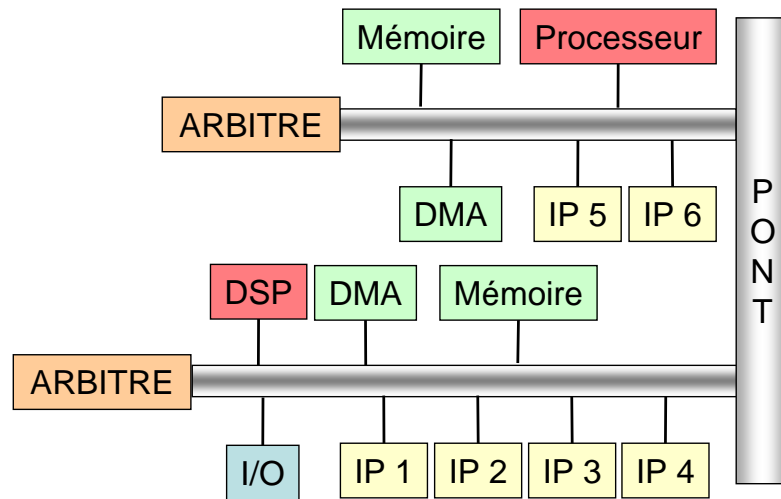 Mémoire
Processeur
ARBITRE
DMA
IP 5
IP 6
PONT
DSP
DMA
Mémoire
ARBITRE
I/O
IP 1
IP 2
IP 3
IP 4